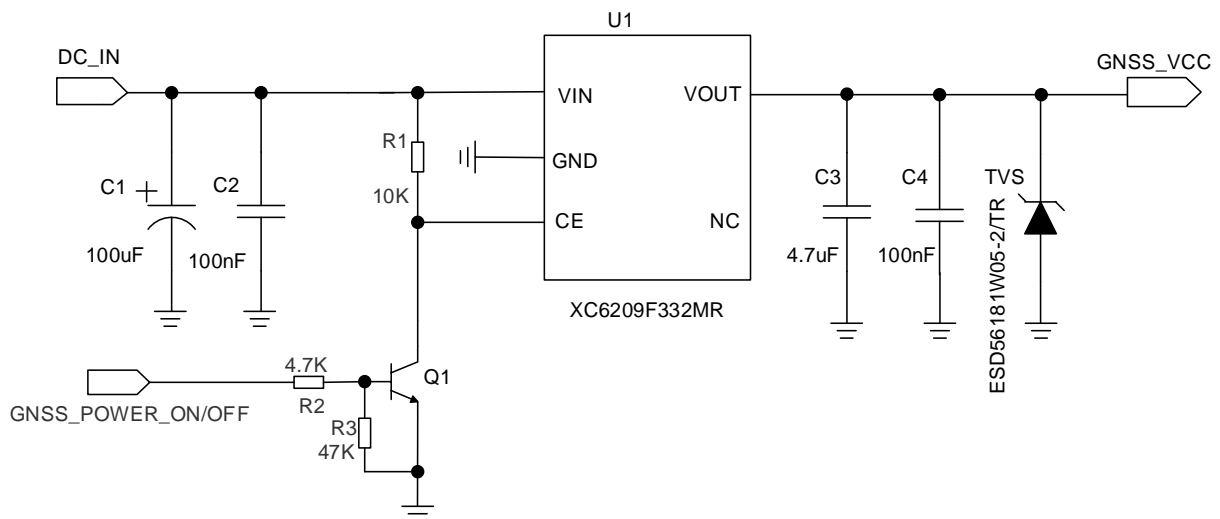 U1
DC_IN
GNSS_VCC
VIN
VOUT
R1
GND
10K
C1
+
C2
C3
C4
TVS
CE
NC
100uF
100nF
4.7uF
100nF
ESD56181W05-2/TR
XC6209F332MR
4.7K
Q1
GNSS_POWER_ON/OFF
R2
R3
47K